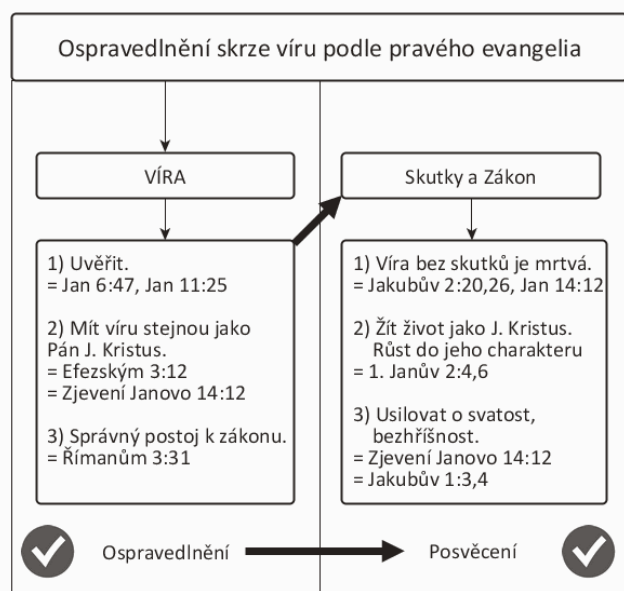 Ospravedlnění skrze víru podle pravého evangelia
VÍRA
1) Uvěřit.
= Jan 6:47, Jan 11:25
2) Mít víru stejnou jako
Pán J. Kristus.
= Efezským 3:12
= Zjevení Janovo 14:12
3) Správný postoj k zákonu.
= Římanům 3:31
Skutky a Zákon
1) Víra bez skutků je mrtvá.
= Jakubův 2:20,26, Jan 14:12
2) Žít život jako J. Kristus.
Růst do jeho charakteru
= 1. Janův 2:4,6
3) Usilovat o svatost,
bezhříšnost.
= Zjevení Janovo 14:12
= Jakubův 1:3,4
Ospravedlnění
Posvěcení